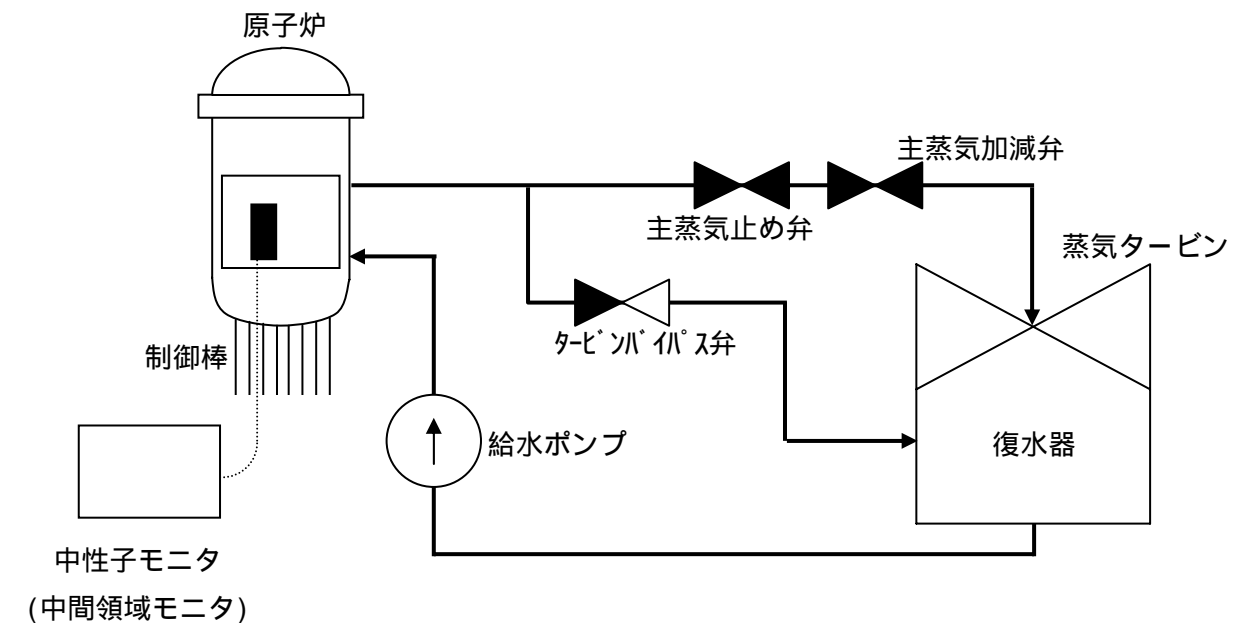 原子炉
主蒸気加減弁
主蒸気止め弁
蒸気タービン
ﾀｰﾋﾞﾝﾊﾞｲﾊﾟｽ弁
制御棒
給水ポンプ
復水器
中性子モニタ
(中間領域モニタ)